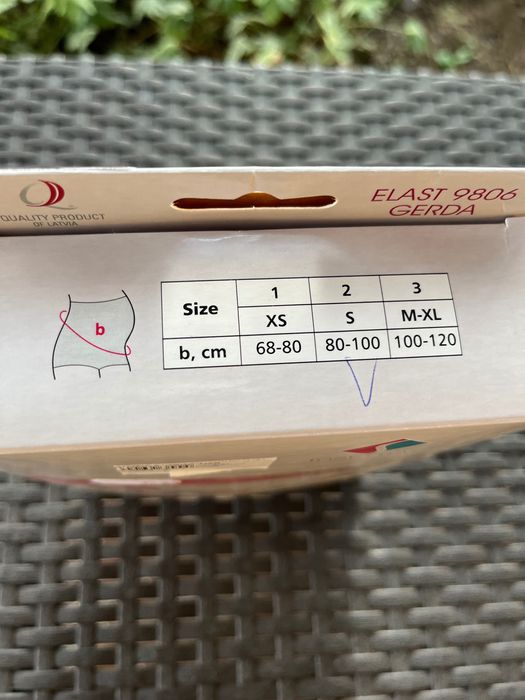 QUALITY PRODUCT
OF LATVIA
ELAST 9806
GERDA
b
Size 1 2 3
XS S M-XL
b, cm 68-80 80-100 100-120